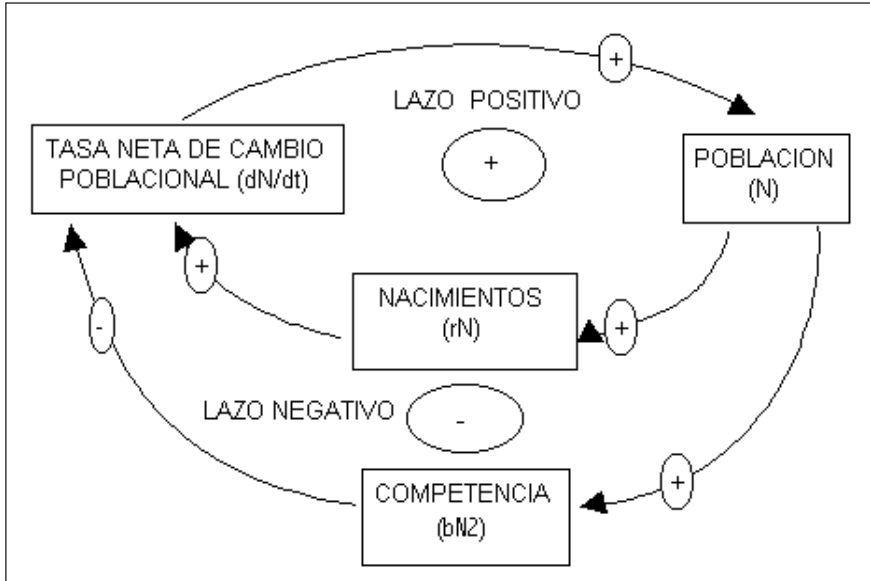 +
LAZO POSITIVO
+
TASA NETA DE CAMBIO
POBLACIONAL (dN/dt)
POBLACION
(N)
+
NACIMIENTOS
(rN)
+
-
LAZO NEGATIVO
-
COMPETENCIA
(bN2)
+